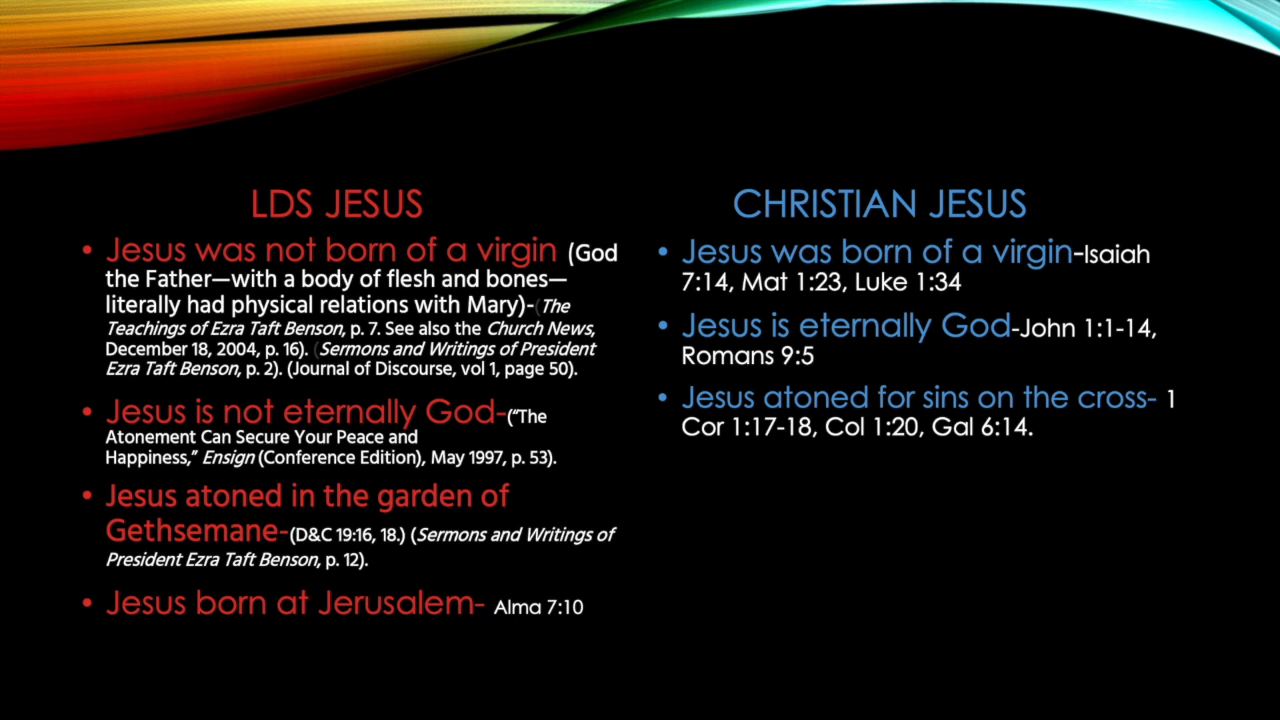 LDS JESUS
• Jesus was not born of a virgin (God
the Father—with a body of flesh and bones—
literally had physical relations with Mary)-(The
Teachings of Ezra Taft Benson, p. 7. See also the Church News,
December 18, 2004, p. 16). (Sermons and Writings of President
Ezra Taft Benson, p. 2). (Journal of Discourse, vol 1, page 50).
• Jesus is not eternally God-(“The
Atonement Can Secure Your Peace and
Happiness,” Ensign (Conference Edition), May 1997, p. 53).
• Jesus atoned in the garden of
Gethsemane-(D&C 19:16, 18.) (Sermons and Writings of
President Ezra Taft Benson, p. 12).
• Jesus born at Jerusalem- Alma 7:10
CHRISTIAN JESUS
• Jesus was born of a virgin-Isaiah
7:14, Mat 1:23, Luke 1:34
• Jesus is eternally God-John 1:1-14,
Romans 9:5
• Jesus atoned for sins on the cross- 1
Cor 1:17-18, Col 1:20, Gal 6:14.